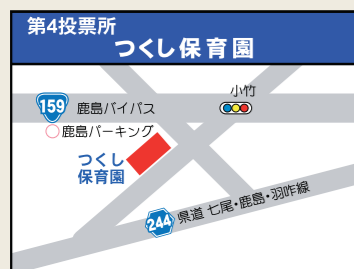 第4投票所
つくし保育園
小竹
159 鹿島バイパス
鹿島パーキング
つくし
保育園
244 県道 七尾・鹿島・羽咋線